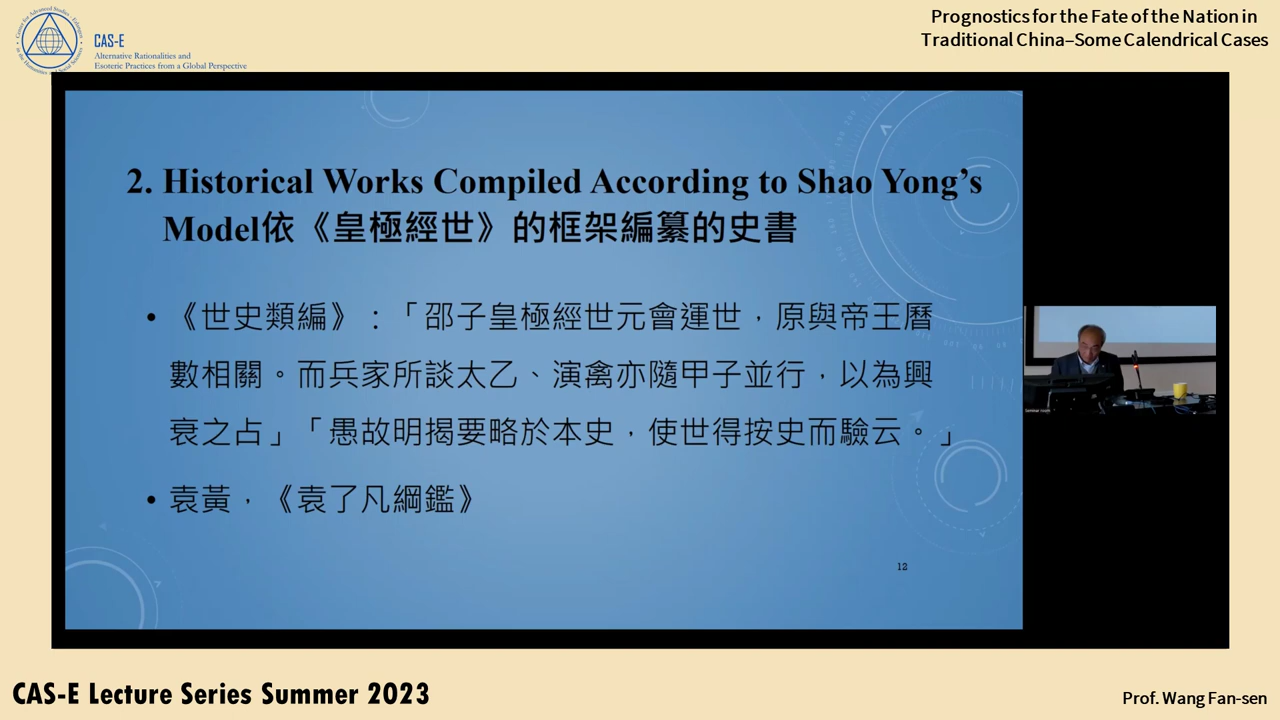 CAS-E
Alternative Rationalities and
Esoteric Practices from a Global Perspective
Prognostics for the Fate of the Nation in
Traditional China–Some Calendrical Cases
2. Historical Works Compiled According to Shao Yong's
Model依《皇極經世》的框架編纂的史書
• 《世史類編》:「邵子皇極經世元會運世，原與帝王曆
數相關。而兵家所談太乙、演禽亦隨甲子並行，以為興
衰之占」「愚故明揭要略於本史，使世得按史而驗云。」
• 袁黃，《袁了凡綱鑑》
12
CAS-E Lecture Series Summer 2023
Prof. Wang Fan-sen